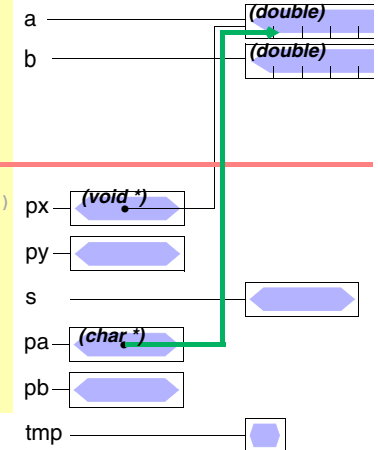 a (double)
b (double)
)
px (void *)
py
s
pa (char *)
pb
tmp